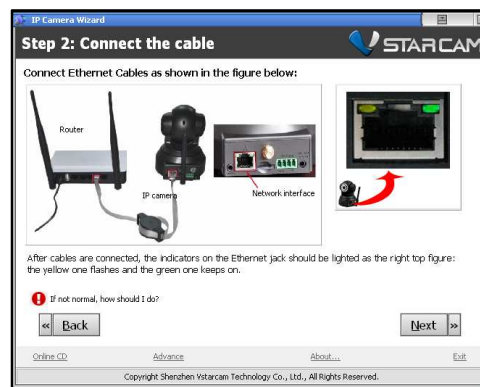 IP Camera Wizard
Step 2: Connect the cable
VSTARCAM
Connect Ethernet Cables as shown in the figure below:
Router
IP camera
Network interface
After cables are connected, the indicators on the Ethernet jack should be lighted as the right top figure:
the yellow one flashes and the green one keeps on.
If not normal, how should I do?
« Back
Next »
Online CD Advance About... Exit
Copyright Shenzhen Vstarcam Technology Co., Ltd., All Rights Reserved.